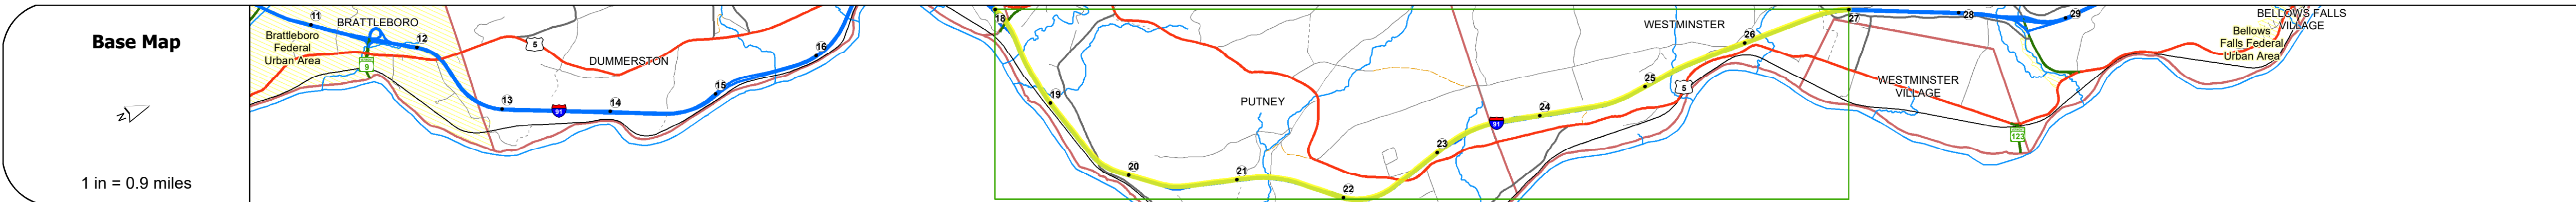 Base Map
N
1 in = 0.9 miles
11
BRATTLEBORO
Brattleboro
Federal
Urban Area
9
12
5
DUMMERSTON
13
91
14
15
16
18
19
PUTNEY
20
21
22
23
91
24
25
5
WESTMINSTER
26
27
28
29
WESTMINSTER
VILLAGE
123
BELLOWS FALLS
VILLAGE
Bellows
Falls Federal
Urban Area